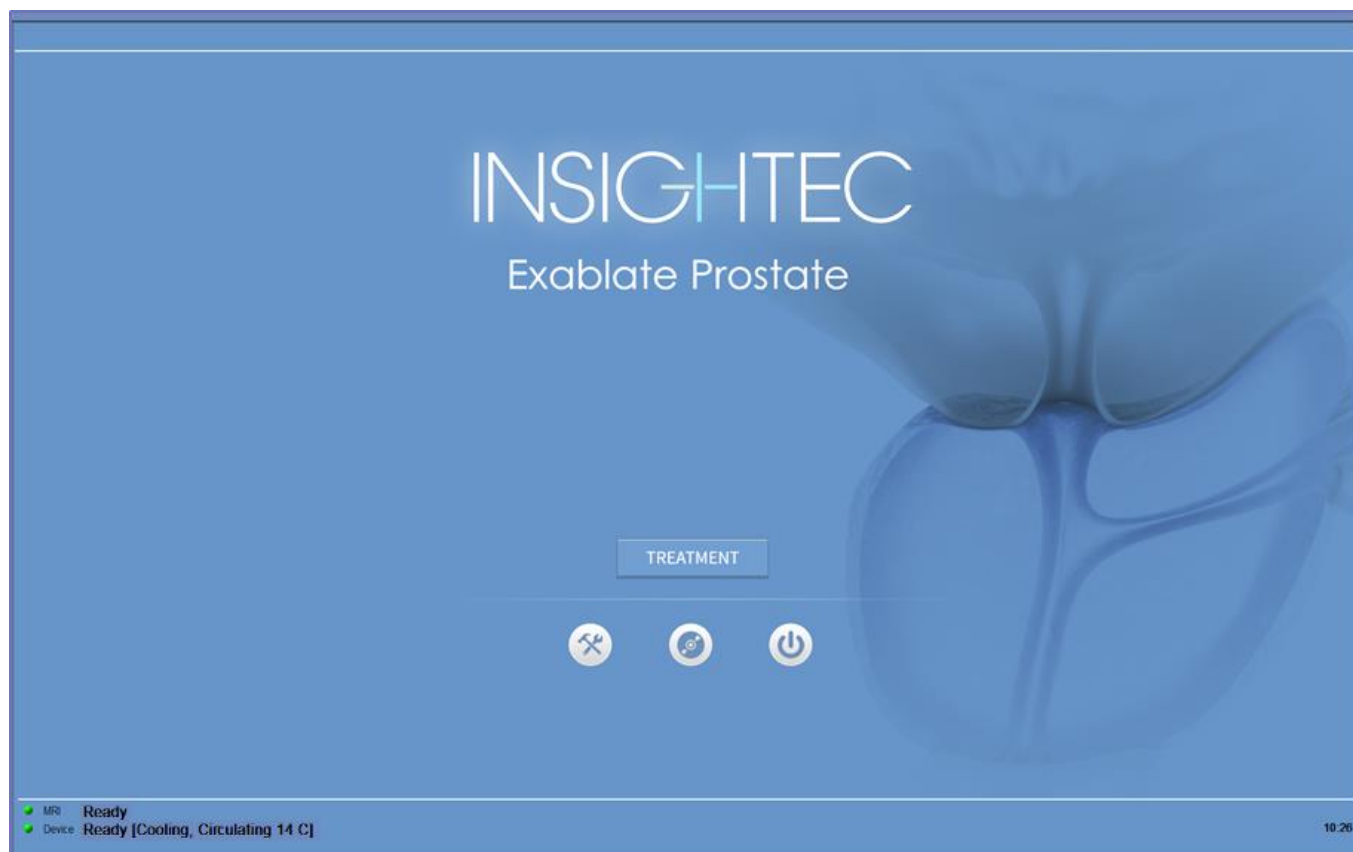 INSIGHTEC
Exablate Prostate
TREATMENT
MRI Ready
Device Ready [Cooling, Circulating 14 C]
10:26